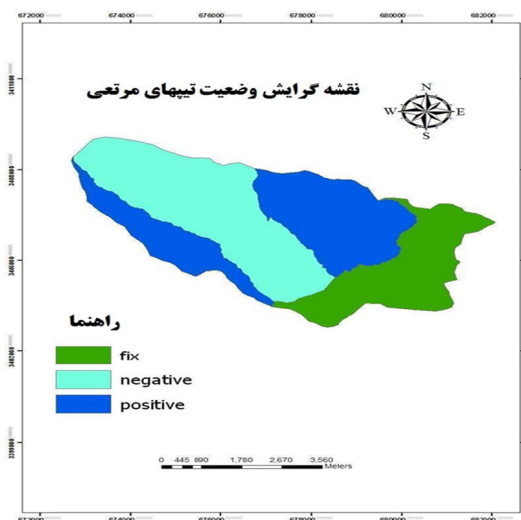 672000 674000 676000 678000 680000 682000
نقشه گرایش وضعیت تیپهای مرتعی
N
W E
S
راهنما
fix
negative
positive
0 445 890 1,780 2,670 3,560
Meters